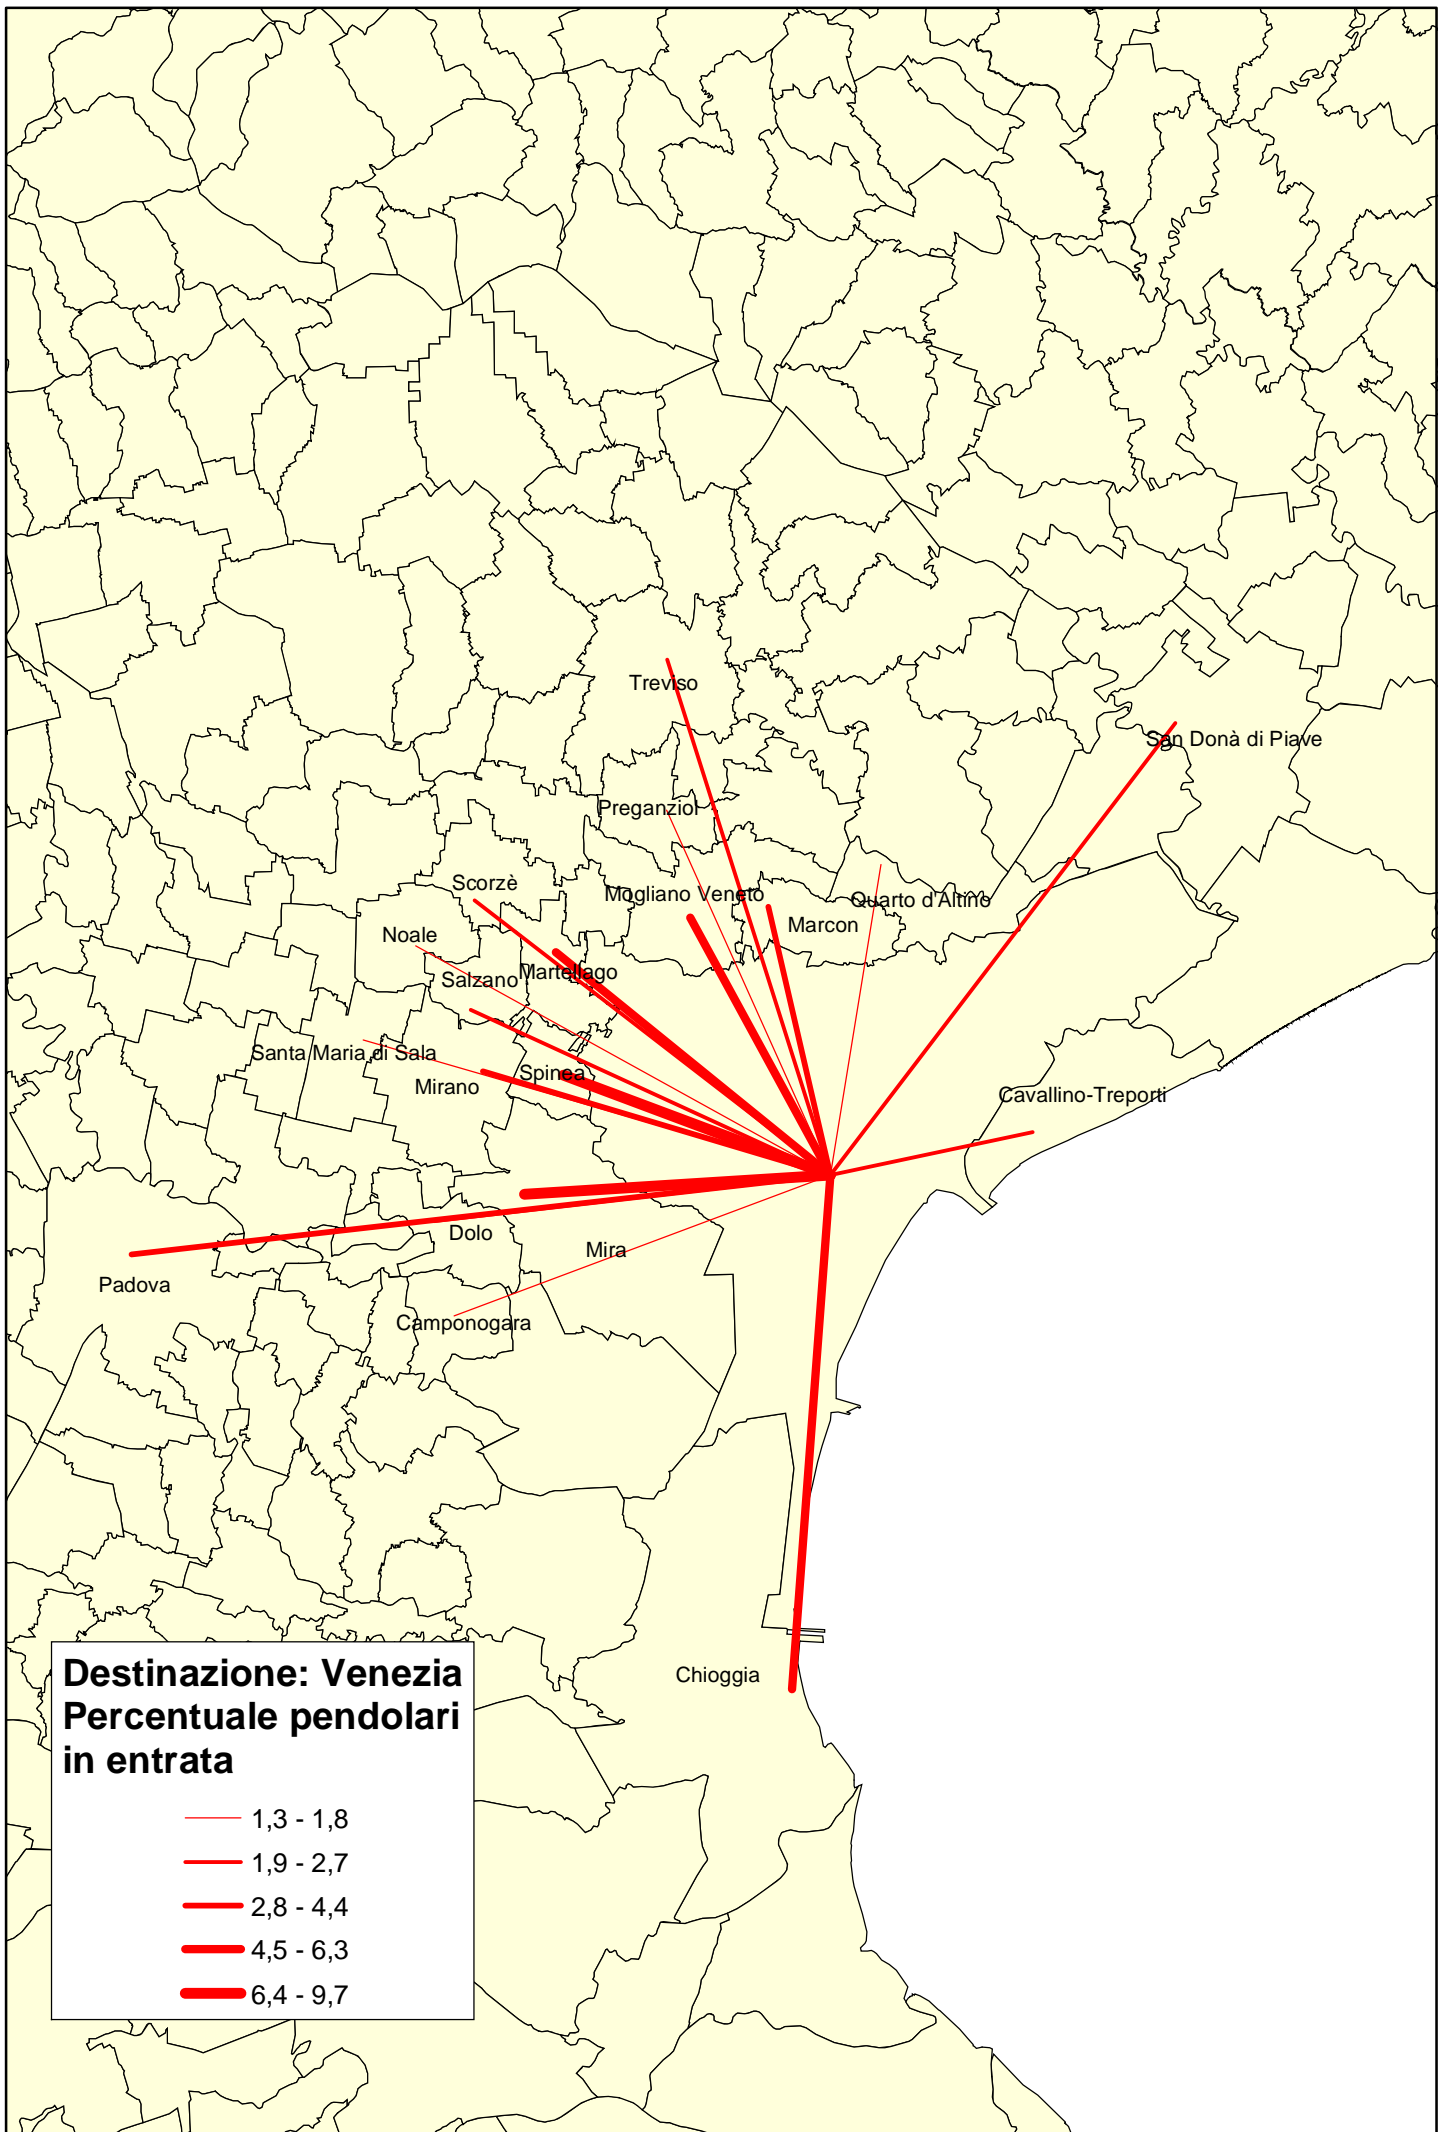 Treviso
San Donà di Piave
Preganziol
Scorzè
Mogliano Veneto
Quarto d'Altino
Marcon
Noale
Martellago
Salzano
Santa Maria di Sala
Spinea
Mirano
Cavallino-Treporti
Dolo
Mira
Padova
Camponogara
Chioggia
Destinazione: Venezia
Percentuale pendolari
in entrata
1,3 - 1,8
1,9 - 2,7
2,8 - 4,4
4,5 - 6,3
6,4 - 9,7